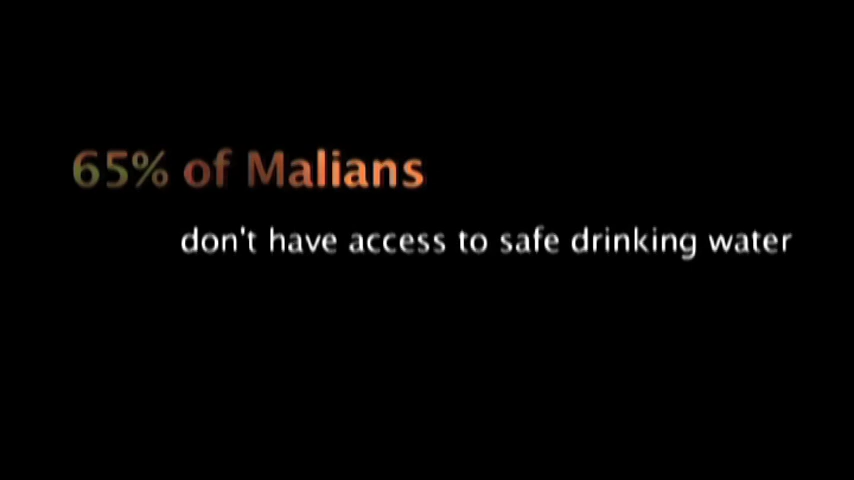 65% of Malians
don't have access to safe drinking water